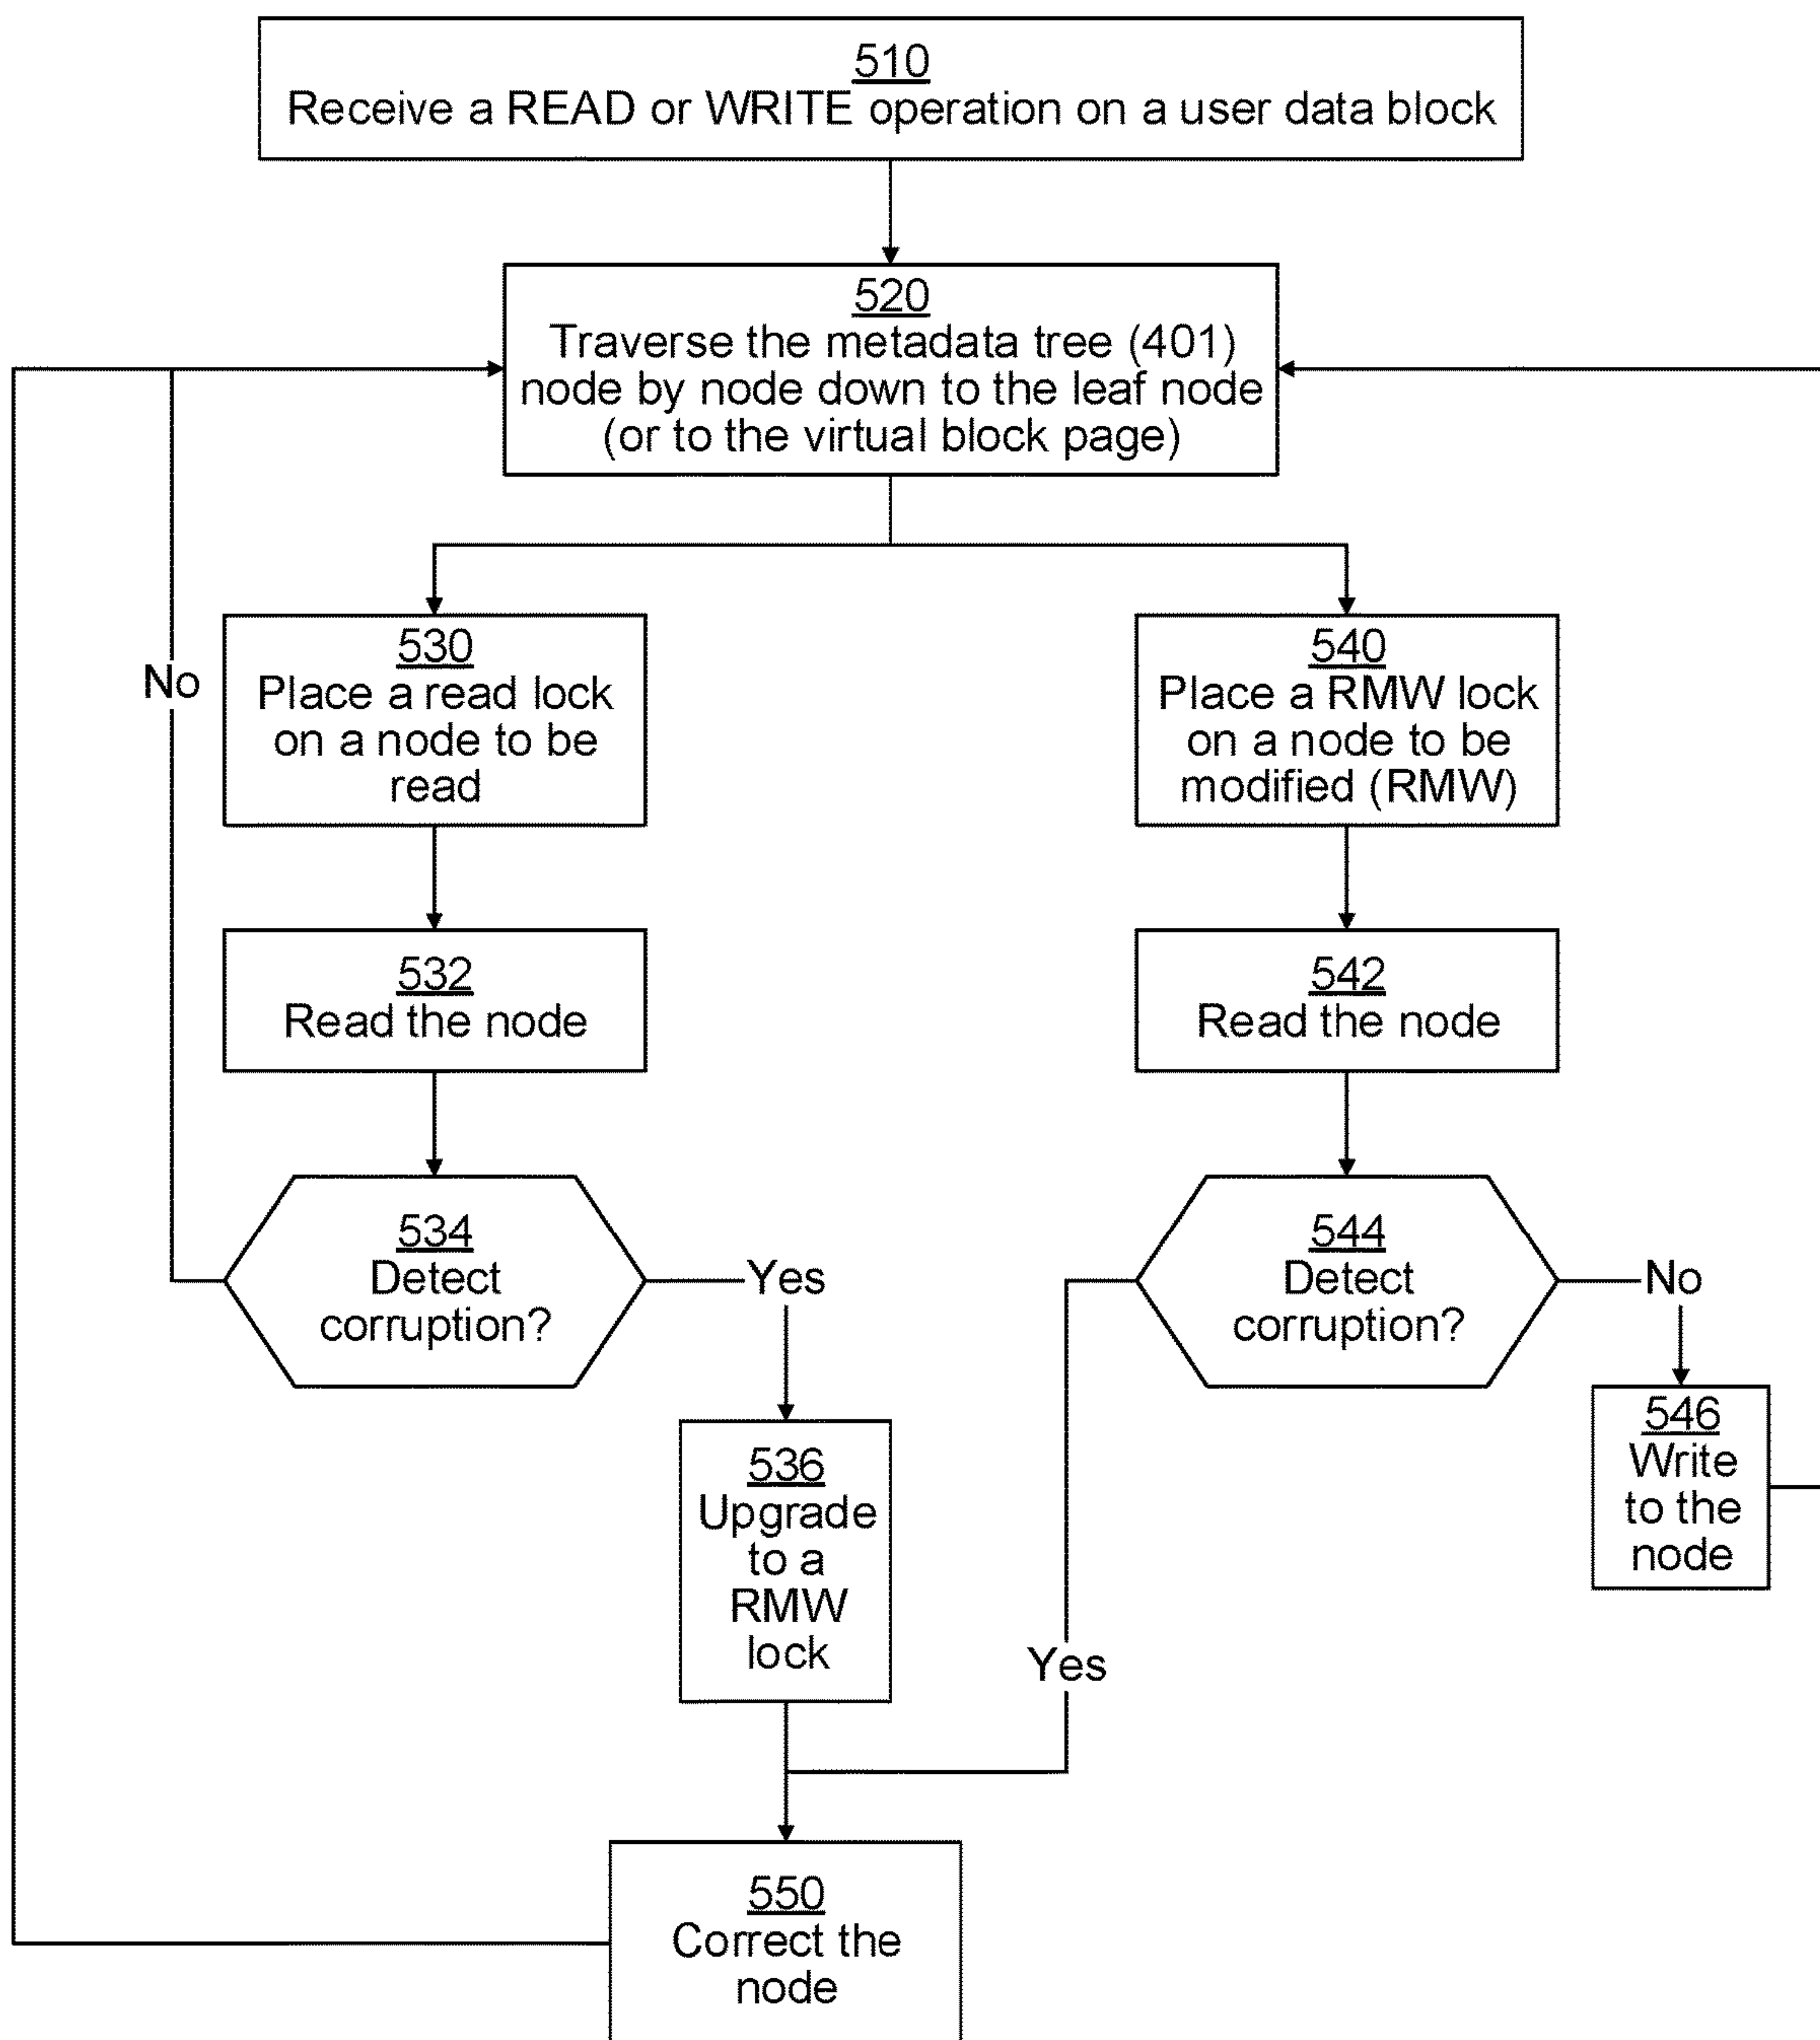 510
Receive a READ or WRITE operation on a user data block
520
Traverse the metadata tree (401)
node by node down to the leaf node
(or to the virtual block page)
No
530
Place a read lock
on a node to be
read
540
Place a RMW lock
on a node to be
modified (RMW)
532
Read the node
542
Read the node
534
Detect
corruption?
Yes
544
Detect
corruption?
No
536
Upgrade
to a
RMW
lock
546
Write
to the
node
Yes
550
Correct the
node